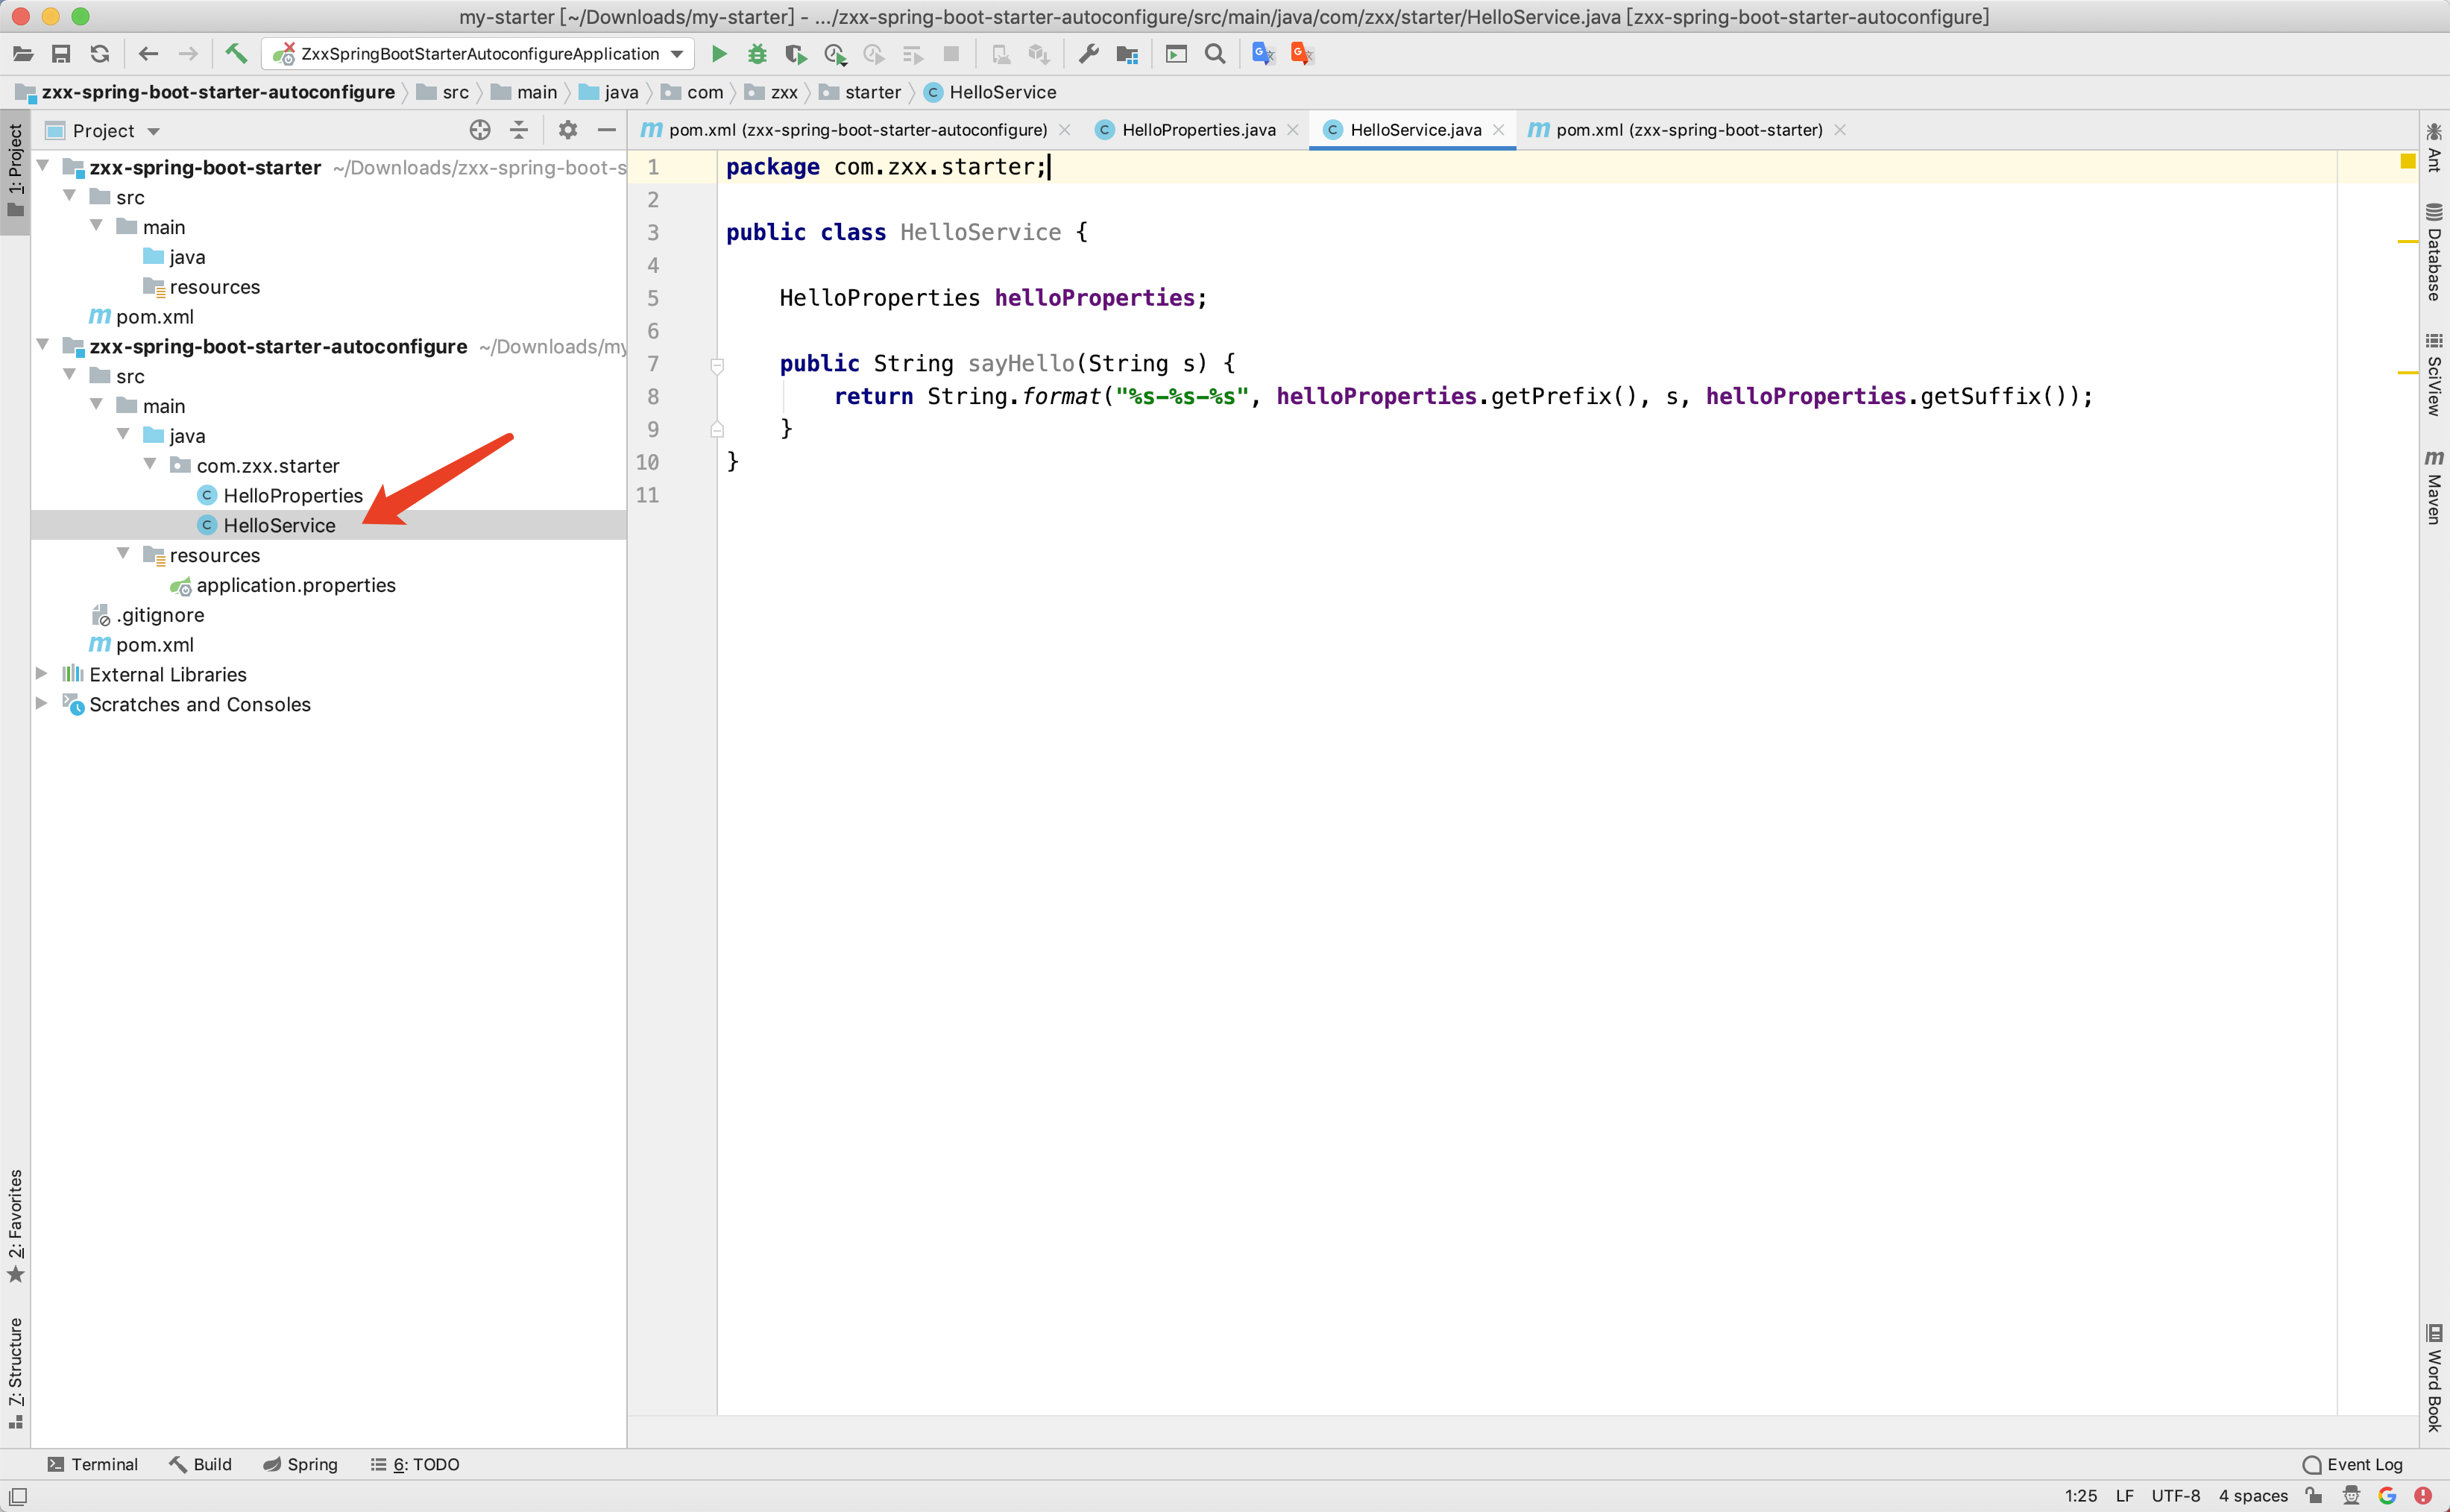 my-starter [~/Downloads/my-starter] - .../zxx-spring-boot-starter-autoconfigure/src/main/java/com/zxx/starter/HelloService.java [zxx-spring-boot-starter-autoconfigure]
ZxxSpringBootStarterAutoconfigureApplication
zxx-spring-boot-starter-autoconfigure src main java com zxx starter HelloService
1: Project
2: Favorites
Z: Structure
Project
zxx-spring-boot-starter ~/Downloads/zxx-spring-boot-s
src
main
java
resources
pom.xml
zxx-spring-boot-starter-autoconfigure ~/Downloads/my
src
main
java
com.zxx.starter
HelloProperties
HelloService
resources
application.properties
.gitignore
pom.xml
External Libraries
Scratches and Consoles
pom.xml (zxx-spring-boot-starter-autoconfigure) HelloProperties.java HelloService.java pom.xml (zxx-spring-boot-starter)
1 package com.zxx.starter;
2
3 public class HelloService {
4
5 HelloProperties helloProperties;
6
7 public String sayHello(String s) {
8 return String.format("%s-%s-%s", helloProperties.getPrefix(), s, helloProperties.getSuffix());
9 }
10 }
11
Ant
Database
SciView
Maven
Word Book
Terminal Build Spring 6: TODO Event Log
1:25 LF UTF-8 4 spaces